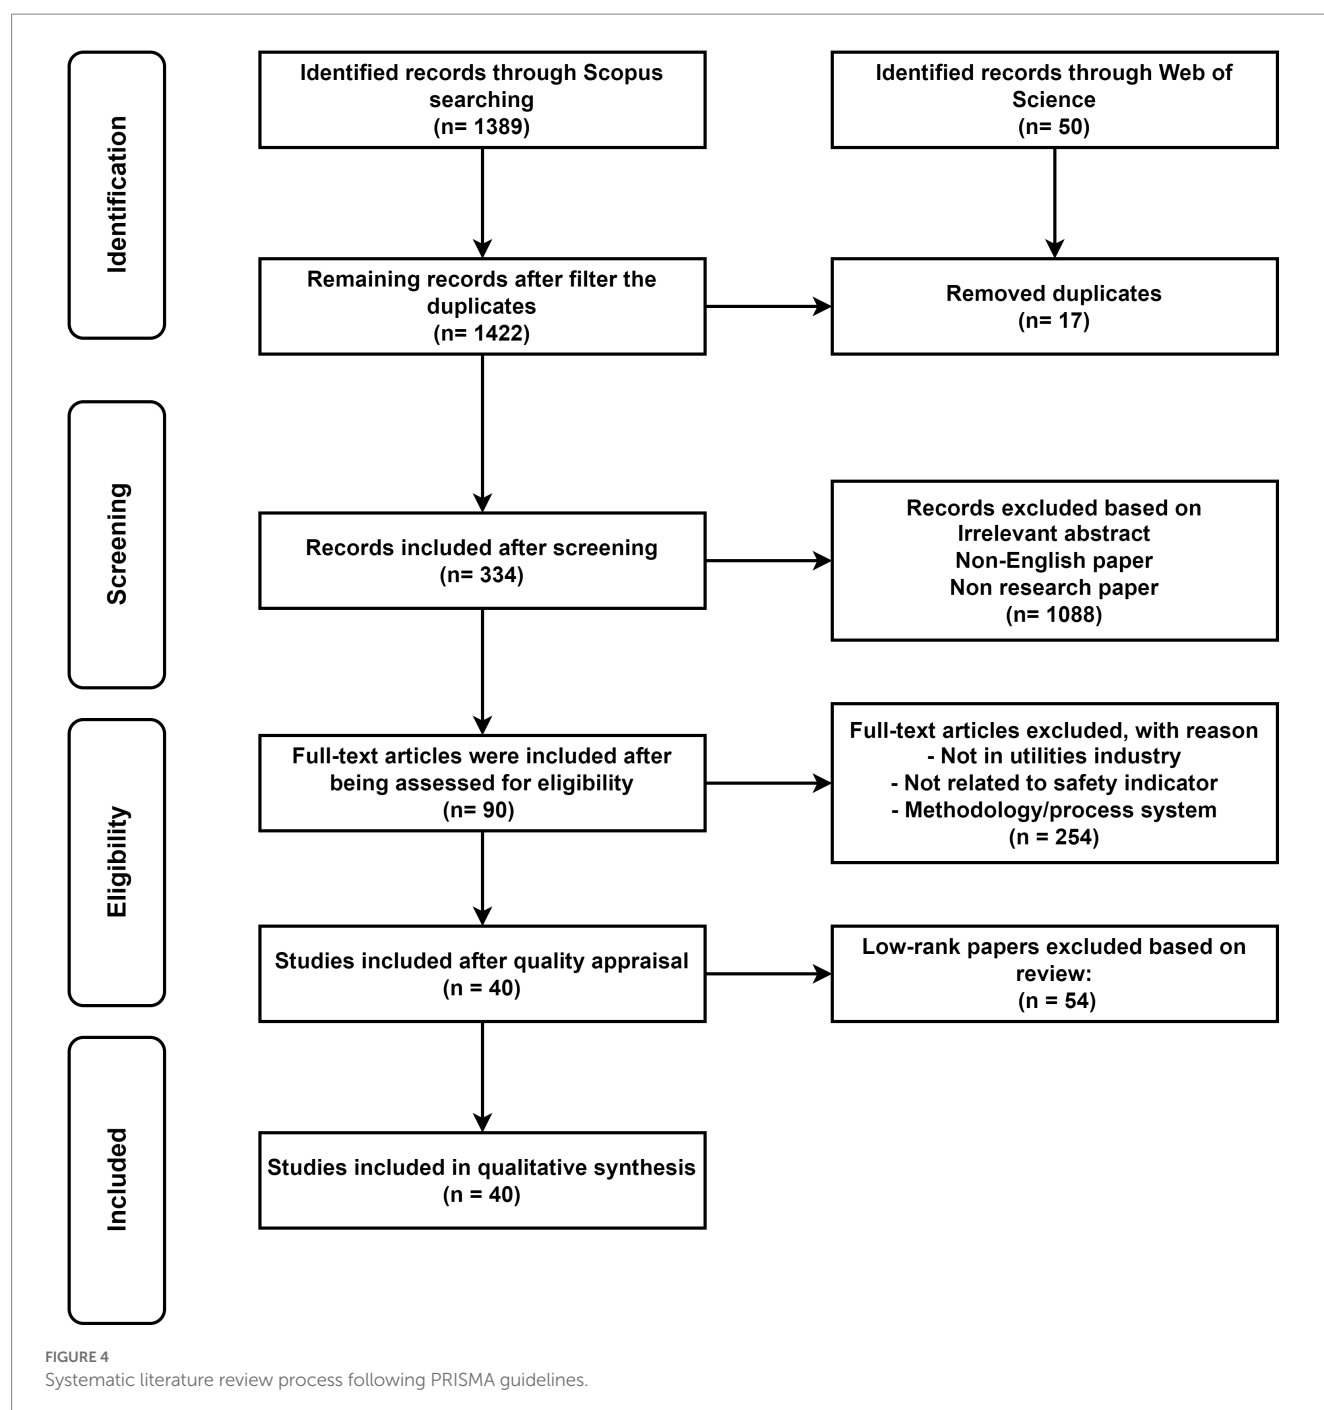 Identification
Identified records through Scopus
searching
(n= 1389)
Identified records through Web of
Science
(n= 50)
Remaining records after filter the
duplicates
(n= 1422)
Removed duplicates
(n= 17)
Screening
Records included after screening
(n= 334)
Records excluded based on
Irrelevant abstract
Non-English paper
Non research paper
(n= 1088)
Eligibility
Full-text articles were included after
being assessed for eligibility
(n= 90)
Full-text articles excluded, with reason
- Not in utilities industry
- Not related to safety indicator
- Methodology/process system
(n = 254)
Studies included after quality appraisal
(n = 40)
Low-rank papers excluded based on
review:
(n = 54)
Included
Studies included in qualitative synthesis
(n = 40)
FIGURE 4
Systematic literature review process following PRISMA guidelines.